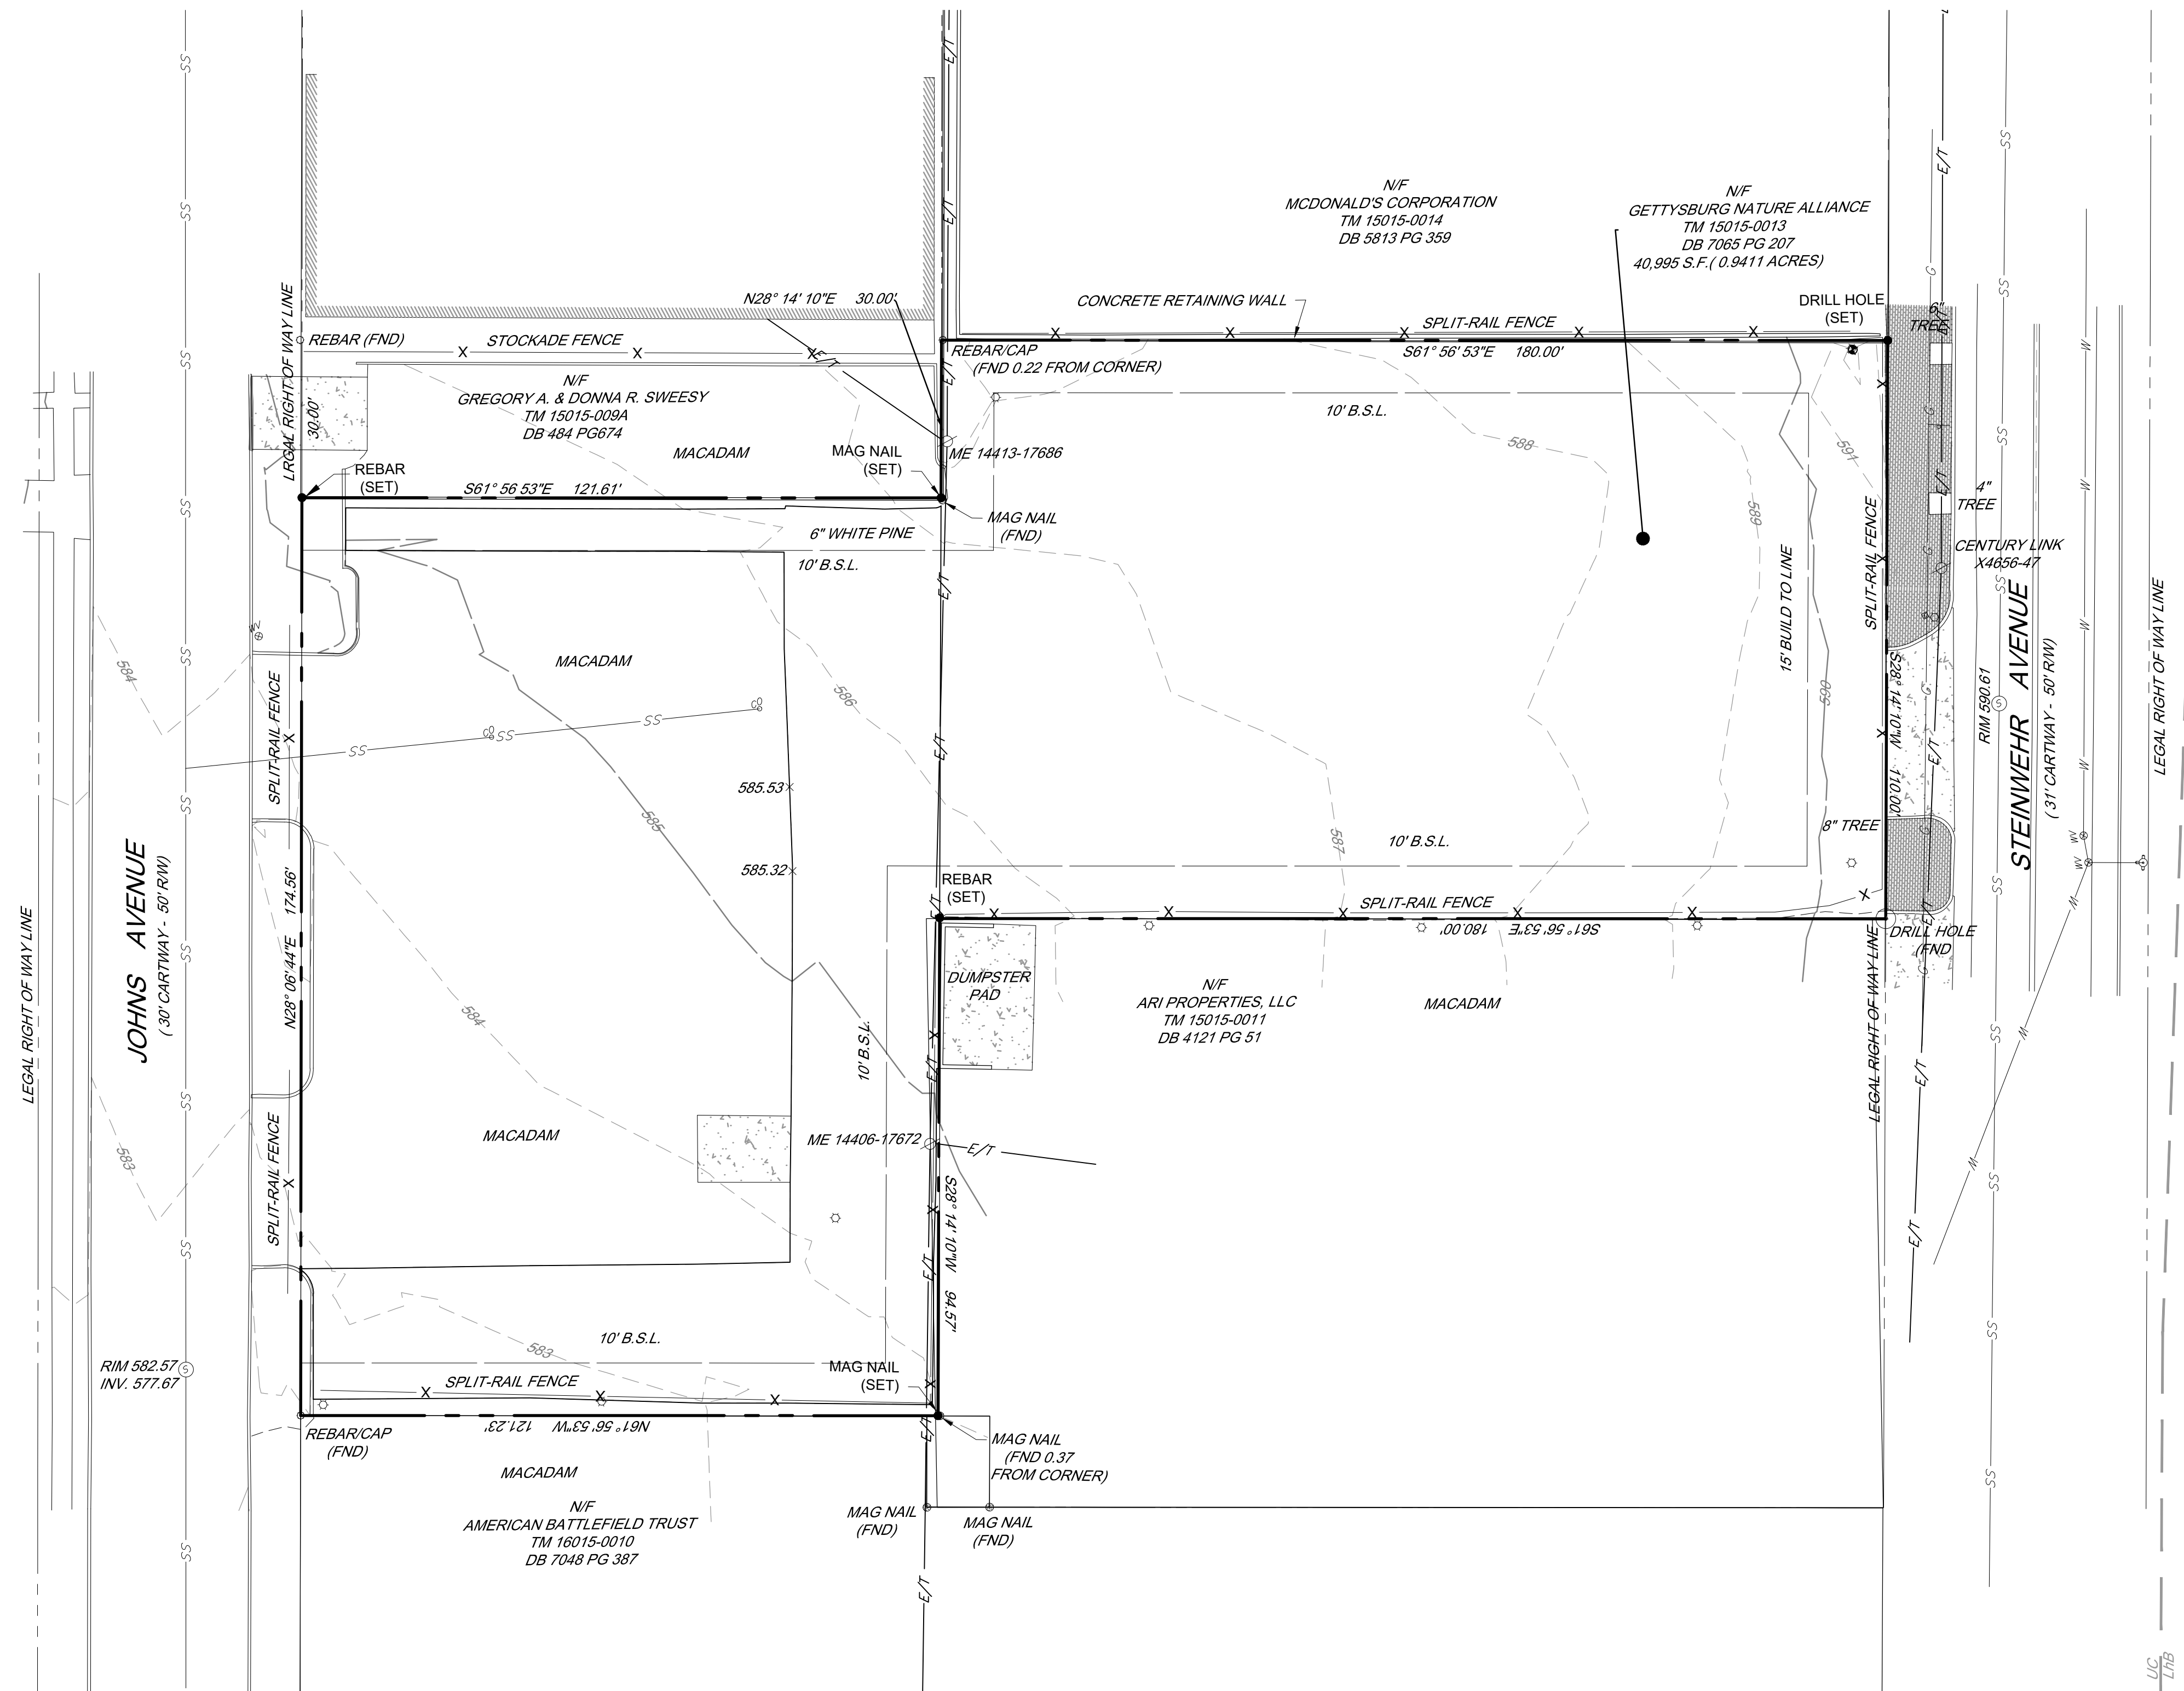 N/F
MCDONALD'S CORPORATION
TM 15015-0014
DB 5813 PG 359
N/F
GETTYSBURG NATURE ALLIANCE
TM 15015-0013
DB 7065 PG 207
40,995 S.F.( 0.9411 ACRES)
N28° 14' 10"E 30.00'
CONCRETE RETAINING WALL
DRILL HOLE
(SET)
6"
TREE
SPLIT-RAIL FENCE
S61° 56' 53"E 180.00'
LRGAL RIGHT OF WAY LINE
REBAR (FND)
STOCKADE FENCE
REBAR/CAP
(FND 0.22 FROM CORNER)
30.00'
N/F
GREGORY A. & DONNA R. SWEESY
TM 15015-009A
DB 484 PG674
MACADAM
MAG NAIL
(SET)
ME 14413-17686
10' B.S.L.
588
591
589
590
REBAR
(SET)
S61° 56 53"E 121.61'
MAG NAIL
(FND)
6" WHITE PINE
10' B.S.L.
4"
TREE
CENTURY LINK
X4656-47
SPLIT-RAIL FENCE
15' BUILD TO LINE
S28° 14' 10"W 110.00'
RIM 590.61
S
STEINWEHR AVENUE
( 31' CARTWAY - 50' R/W)
LEGAL RIGHT OF WAY LINE
WV
584
MACADAM
586
SPLIT-RAIL FENCE
CO
CO
SS
SS
SS
585.53
585
585.32
587
10' B.S.L.
8" TREE
WV
WV
JOHNS AVENUE
( 30' CARTWAY - 50' R/W)
LEGAL RIGHT OF WAY LINE
N28° 06'44"E 174.56'
REBAR
(SET)
SPLIT-RAIL FENCE
S61° 56' 53"E 180.00'
DRILL HOLE
(FND
LEGAL RIGHT OF WAY LINE
DUMPSTER
PAD
N/F
ARI PROPERTIES, LLC
TM 15015-0011
DB 4121 PG 51
MACADAM
584
10' B.S.L.
583
SPLIT-RAIL FENCE
MACADAM
ME 14406-17672
E/T
S28° 14' 10"W 94.57'
10' B.S.L.
583
RIM 582.57
INV. 577.67
S
SPLIT-RAIL FENCE
MAG NAIL
(SET)
N61° 56' 53"W 121.23'
REBAR/CAP
(FND)
MAG NAIL
(FND 0.37
FROM CORNER)
MACADAM
N/F
AMERICAN BATTLEFIELD TRUST
TM 16015-0010
DB 7048 PG 387
MAG NAIL
(FND)
MAG NAIL
(FND)
UC
LhB